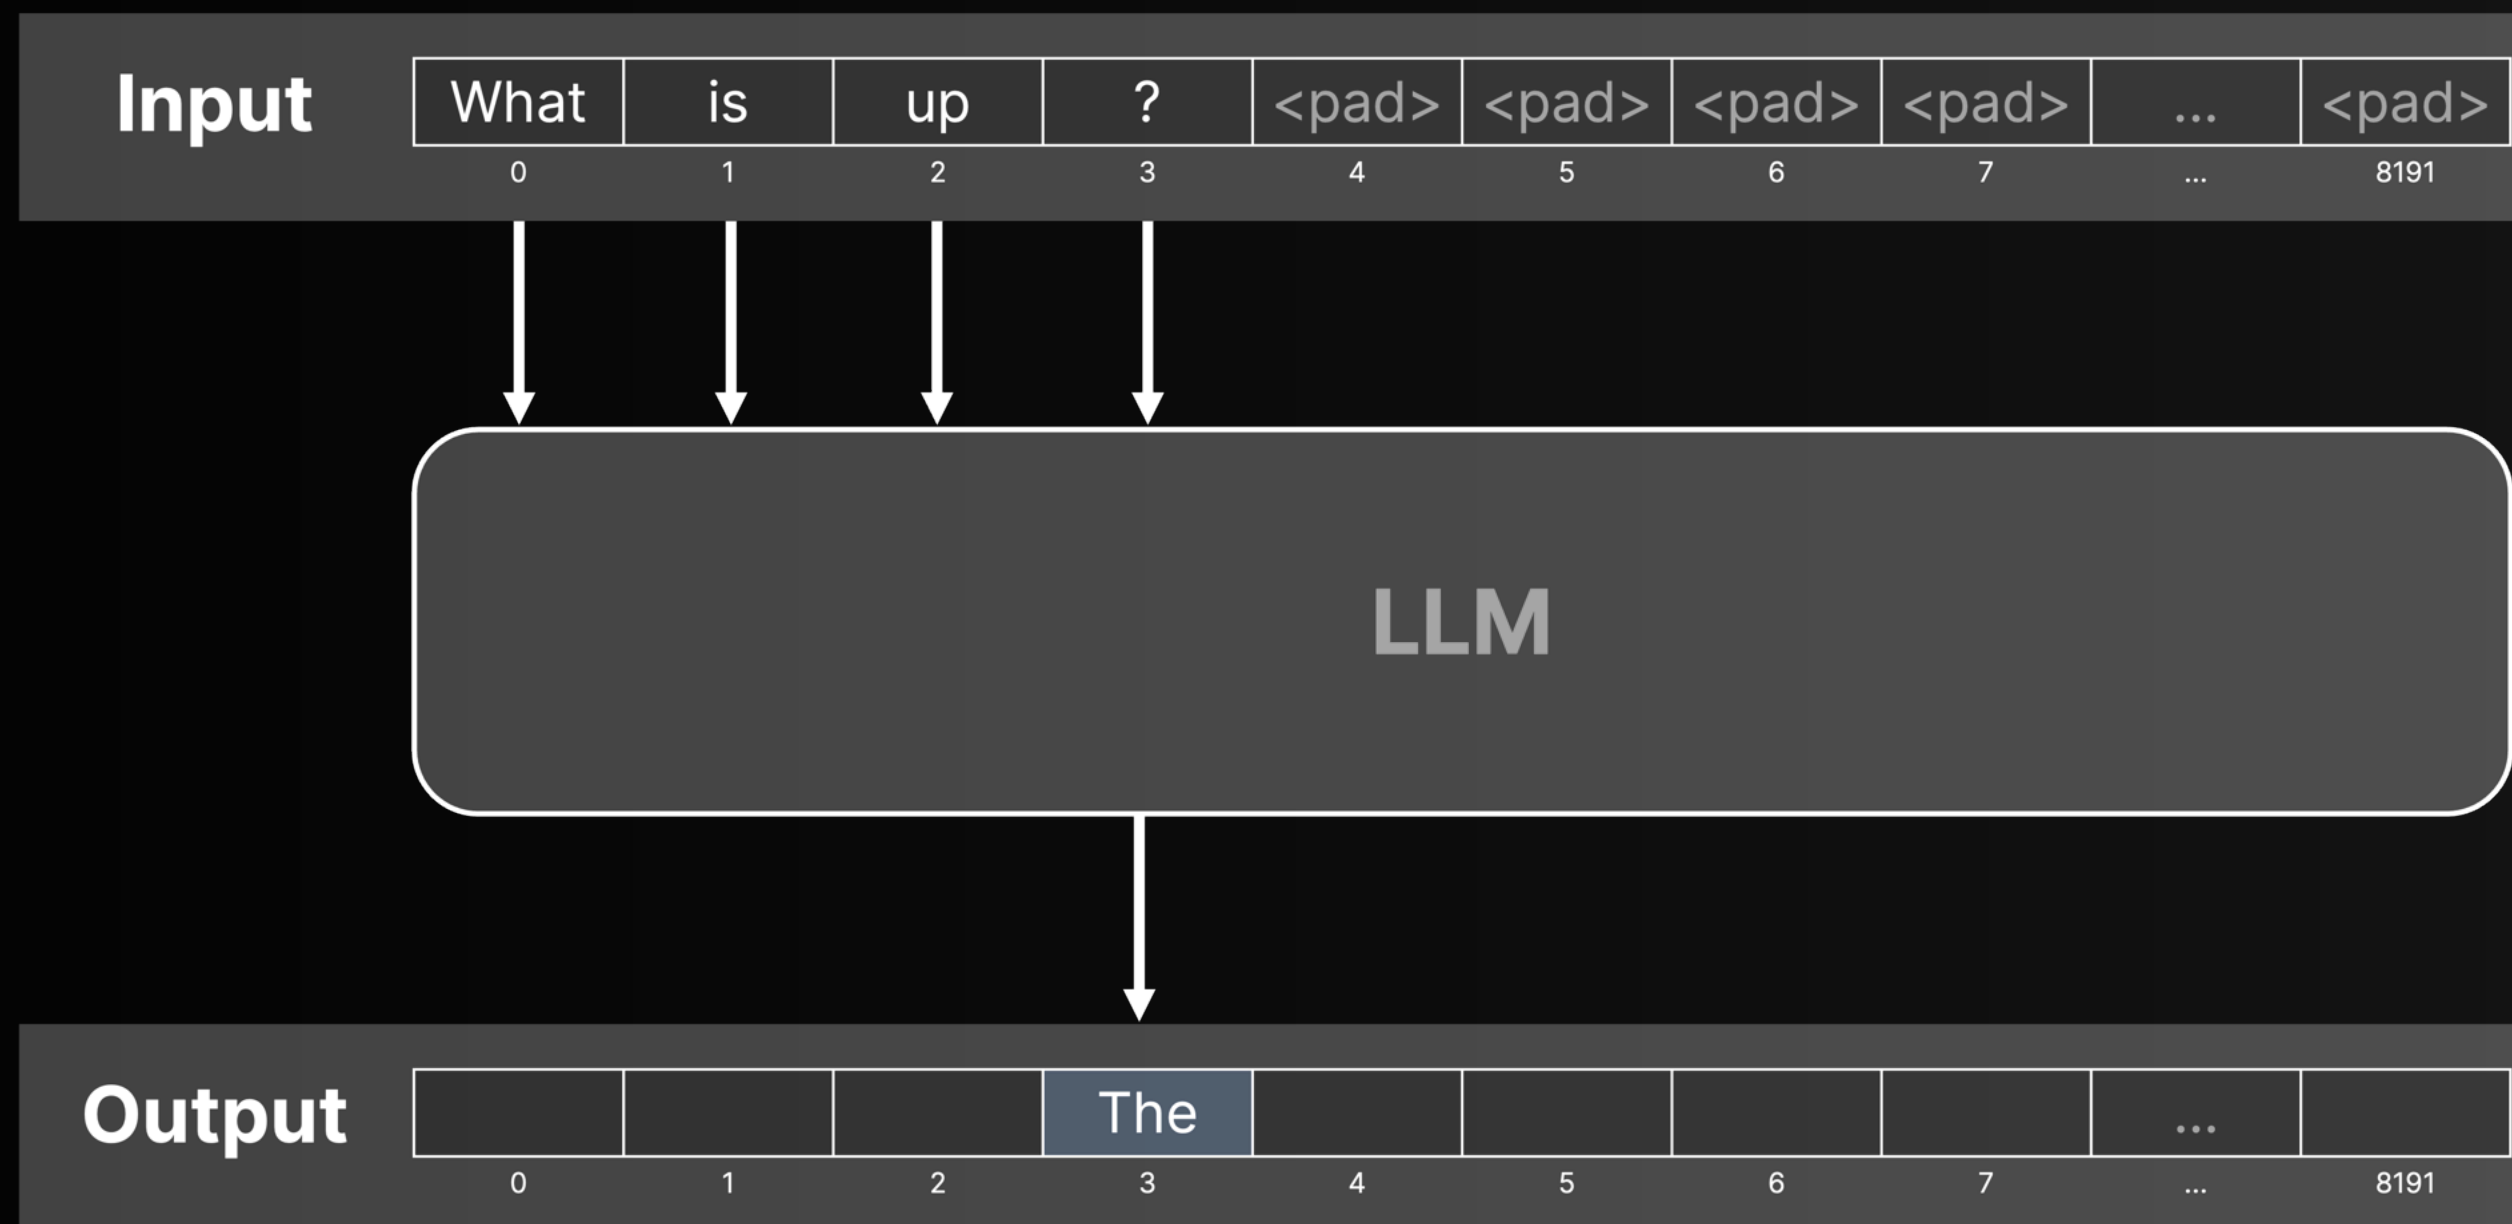 Input What is up ? <pad> <pad> <pad> <pad> ... <pad>
0 1 2 3 4 5 6 7 ... 8191
LLM
Output The ...
0 1 2 3 4 5 6 7 ... 8191